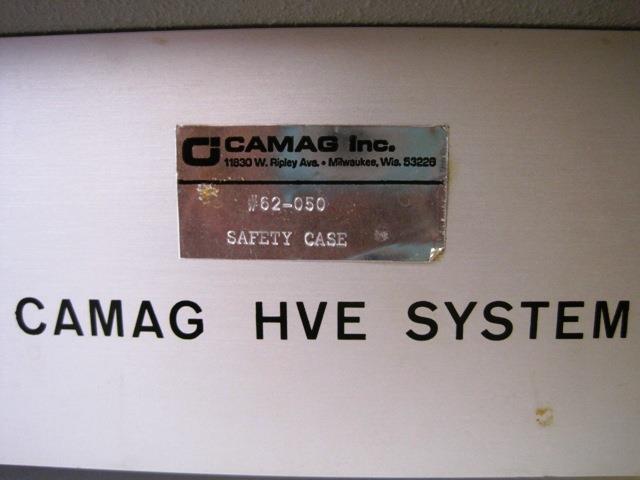 CAMAG Inc.
11830 W. Ripley Ave. • Milwaukee, Wis. 53226
#62-050
SAFETY CASE
CAMAG HVE SYSTEM